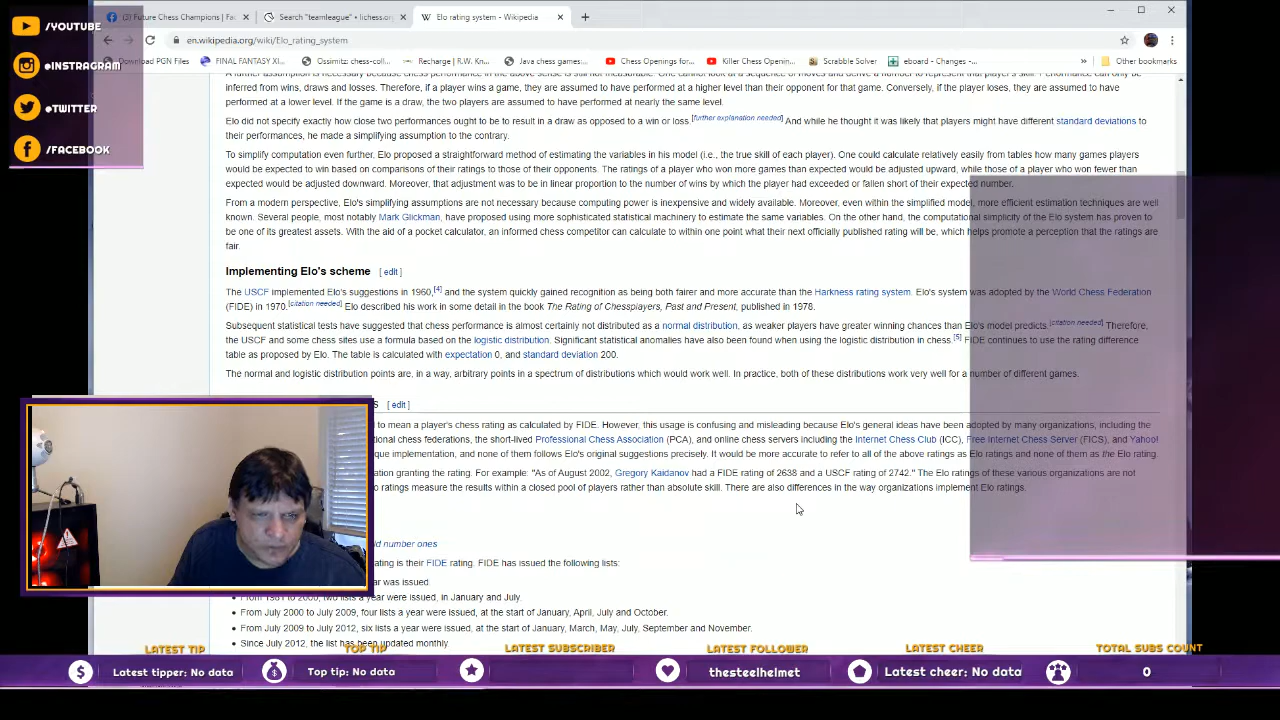 (3) Future Chess Champions | Fa
Search "teamleague" • lichess.org
Elo rating system - Wikipedia
en.wikipedia.org/wiki/Elo_rating_system
Download PGN Files
FINAL FANTASY XI...
Ossimitz: chess-coll...
Recharge | R.W. Kn...
Java chess games:...
Chess Openings for...
Killer Chess Openin...
Scrabble Solver
eboard - Changes -...
»
Other bookmarks
/YOUTUBE
@INSTRAGRAM
@TWITTER
/FACEBOOK
A further assumption is necessary because chess performance in the above sense is still not measurable. One cannot look at a sequence of moves and derive a number to represent that player's skill. Performance can only be
inferred from wins, draws and losses. Therefore, if a player wins a game, they are assumed to have performed at a higher level than their opponent for that game. Conversely, if the player loses, they are assumed to have
performed at a lower level. If the game is a draw, the two players are assumed to have performed at nearly the same level.
Elo did not specify exactly how close two performances ought to be to result in a draw as opposed to a win or loss.[further explanation needed] And while he thought it was likely that players might have different standard deviations to
their performances, he made a simplifying assumption to the contrary.
To simplify computation even further, Elo proposed a straightforward method of estimating the variables in his model (i.e., the true skill of each player). One could calculate relatively easily from tables how many games players
would be expected to win based on comparisons of their ratings to those of their opponents. The ratings of a player who won more games than expected would be adjusted upward, while those of a player who won fewer than
expected would be adjusted downward. Moreover, that adjustment was to be in linear proportion to the number of wins by which the player had exceeded or fallen short of their expected number.
From a modern perspective, Elo's simplifying assumptions are not necessary because computing power is inexpensive and widely available. Moreover, even within the simplified model, more efficient estimation techniques are well
known. Several people, most notably Mark Glickman, have proposed using more sophisticated statistical machinery to estimate the same variables. On the other hand, the computational simplicity of the Elo system has proven to
be one of its greatest assets. With the aid of a pocket calculator, an informed chess competitor can calculate to within one point what their next officially published rating will be, which helps promote a perception that the ratings are
fair.
Implementing Elo's scheme [ edit ]
The USCF implemented Elo's suggestions in 1960,[4] and the system quickly gained recognition as being both fairer and more accurate than the Harkness rating system. Elo's system was adopted by the World Chess Federation
(FIDE) in 1970.[citation needed] Elo described his work in some detail in the book The Rating of Chessplayers, Past and Present, published in 1978.
Subsequent statistical tests have suggested that chess performance is almost certainly not distributed as a normal distribution, as weaker players have greater winning chances than Elo's model predicts.[citation needed] Therefore,
the USCF and some chess sites use a formula based on the logistic distribution. Significant statistical anomalies have also been found when using the logistic distribution in chess.[5] FIDE continues to use the rating difference
table as proposed by Elo. The table is calculated with expectation 0, and standard deviation 200.
The normal and logistic distribution points are, in a way, arbitrary points in a spectrum of distributions which would work well. In practice, both of these distributions work very well for a number of different games.
s [ edit ]
to mean a player's chess rating as calculated by FIDE. However, this usage is confusing and misleading because Elo's general ideas have been adopted by many organizations, including the
tional chess federations, the short-lived Professional Chess Association (PCA), and online chess servers including the Internet Chess Club (ICC), Free Internet Chess Server (FICS), and Yahoo!
que implementation, and none of them follows Elo's original suggestions precisely. It would be more accurate to refer to all of the above ratings as Elo ratings and none of them as the Elo rating.
ation granting the rating. For example: "As of August 2002, Gregory Kaidanov had a FIDE rating of 2638 and a USCF rating of 2742." The Elo ratings of these various organizations are not
o ratings measure the results within a closed pool of players rather than absolute skill. There are also differences in the way organizations implement Elo ratings.
ld number ones
ating is their FIDE rating. FIDE has issued the following lists:
ar was issued.
• From 1981 to 2000, two lists a year were issued, in January and July.
• From July 2000 to July 2009, four lists a year were issued, at the start of January, April, July and October.
• From July 2009 to July 2012, six lists a year were issued, at the start of January, March, May, July, September and November.
• Since July 2012, the list has been updated monthly.
LATEST TIP
TOP TIP
LATEST SUBSCRIBER
LATEST FOLLOWER
LATEST CHEER
TOTAL SUBS COUNT
Latest tipper: No data
Top tip: No data
thesteelhelmet
Latest cheer: No data
0